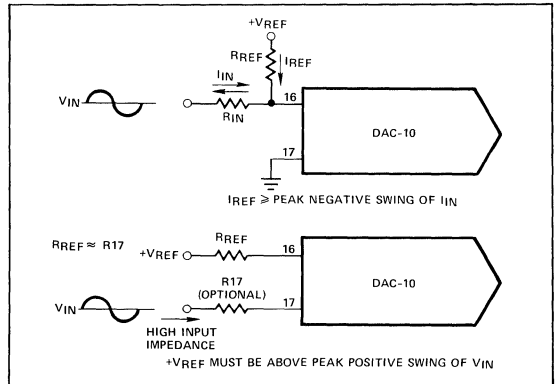 +VREF
RREF
IREF
IIN
VIN
RIN
16
DAC-10
17
IREF ⩾ PEAK NEGATIVE SWING OF IIN
RREF ≈ R17
+VREF
RREF
16
DAC-10
R17
(OPTIONAL)
VIN
17
HIGH INPUT
IMPEDANCE
+VREF MUST BE ABOVE PEAK POSITIVE SWING OF VIN